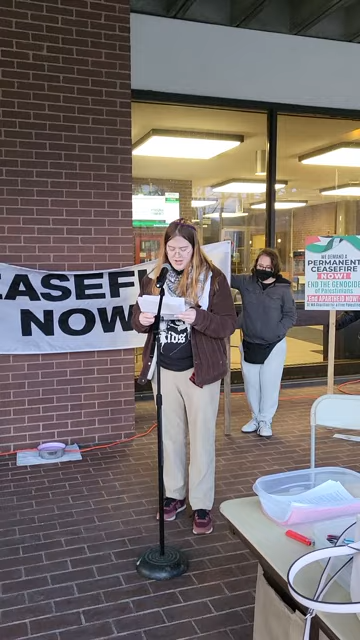 CEASEF
NOW
Kids
WE DEMAND A
PERMANENT
CEASEFIRE
NOW!
END THE GENOCIDE
of Palestinians.
End APARTHEID NOW!